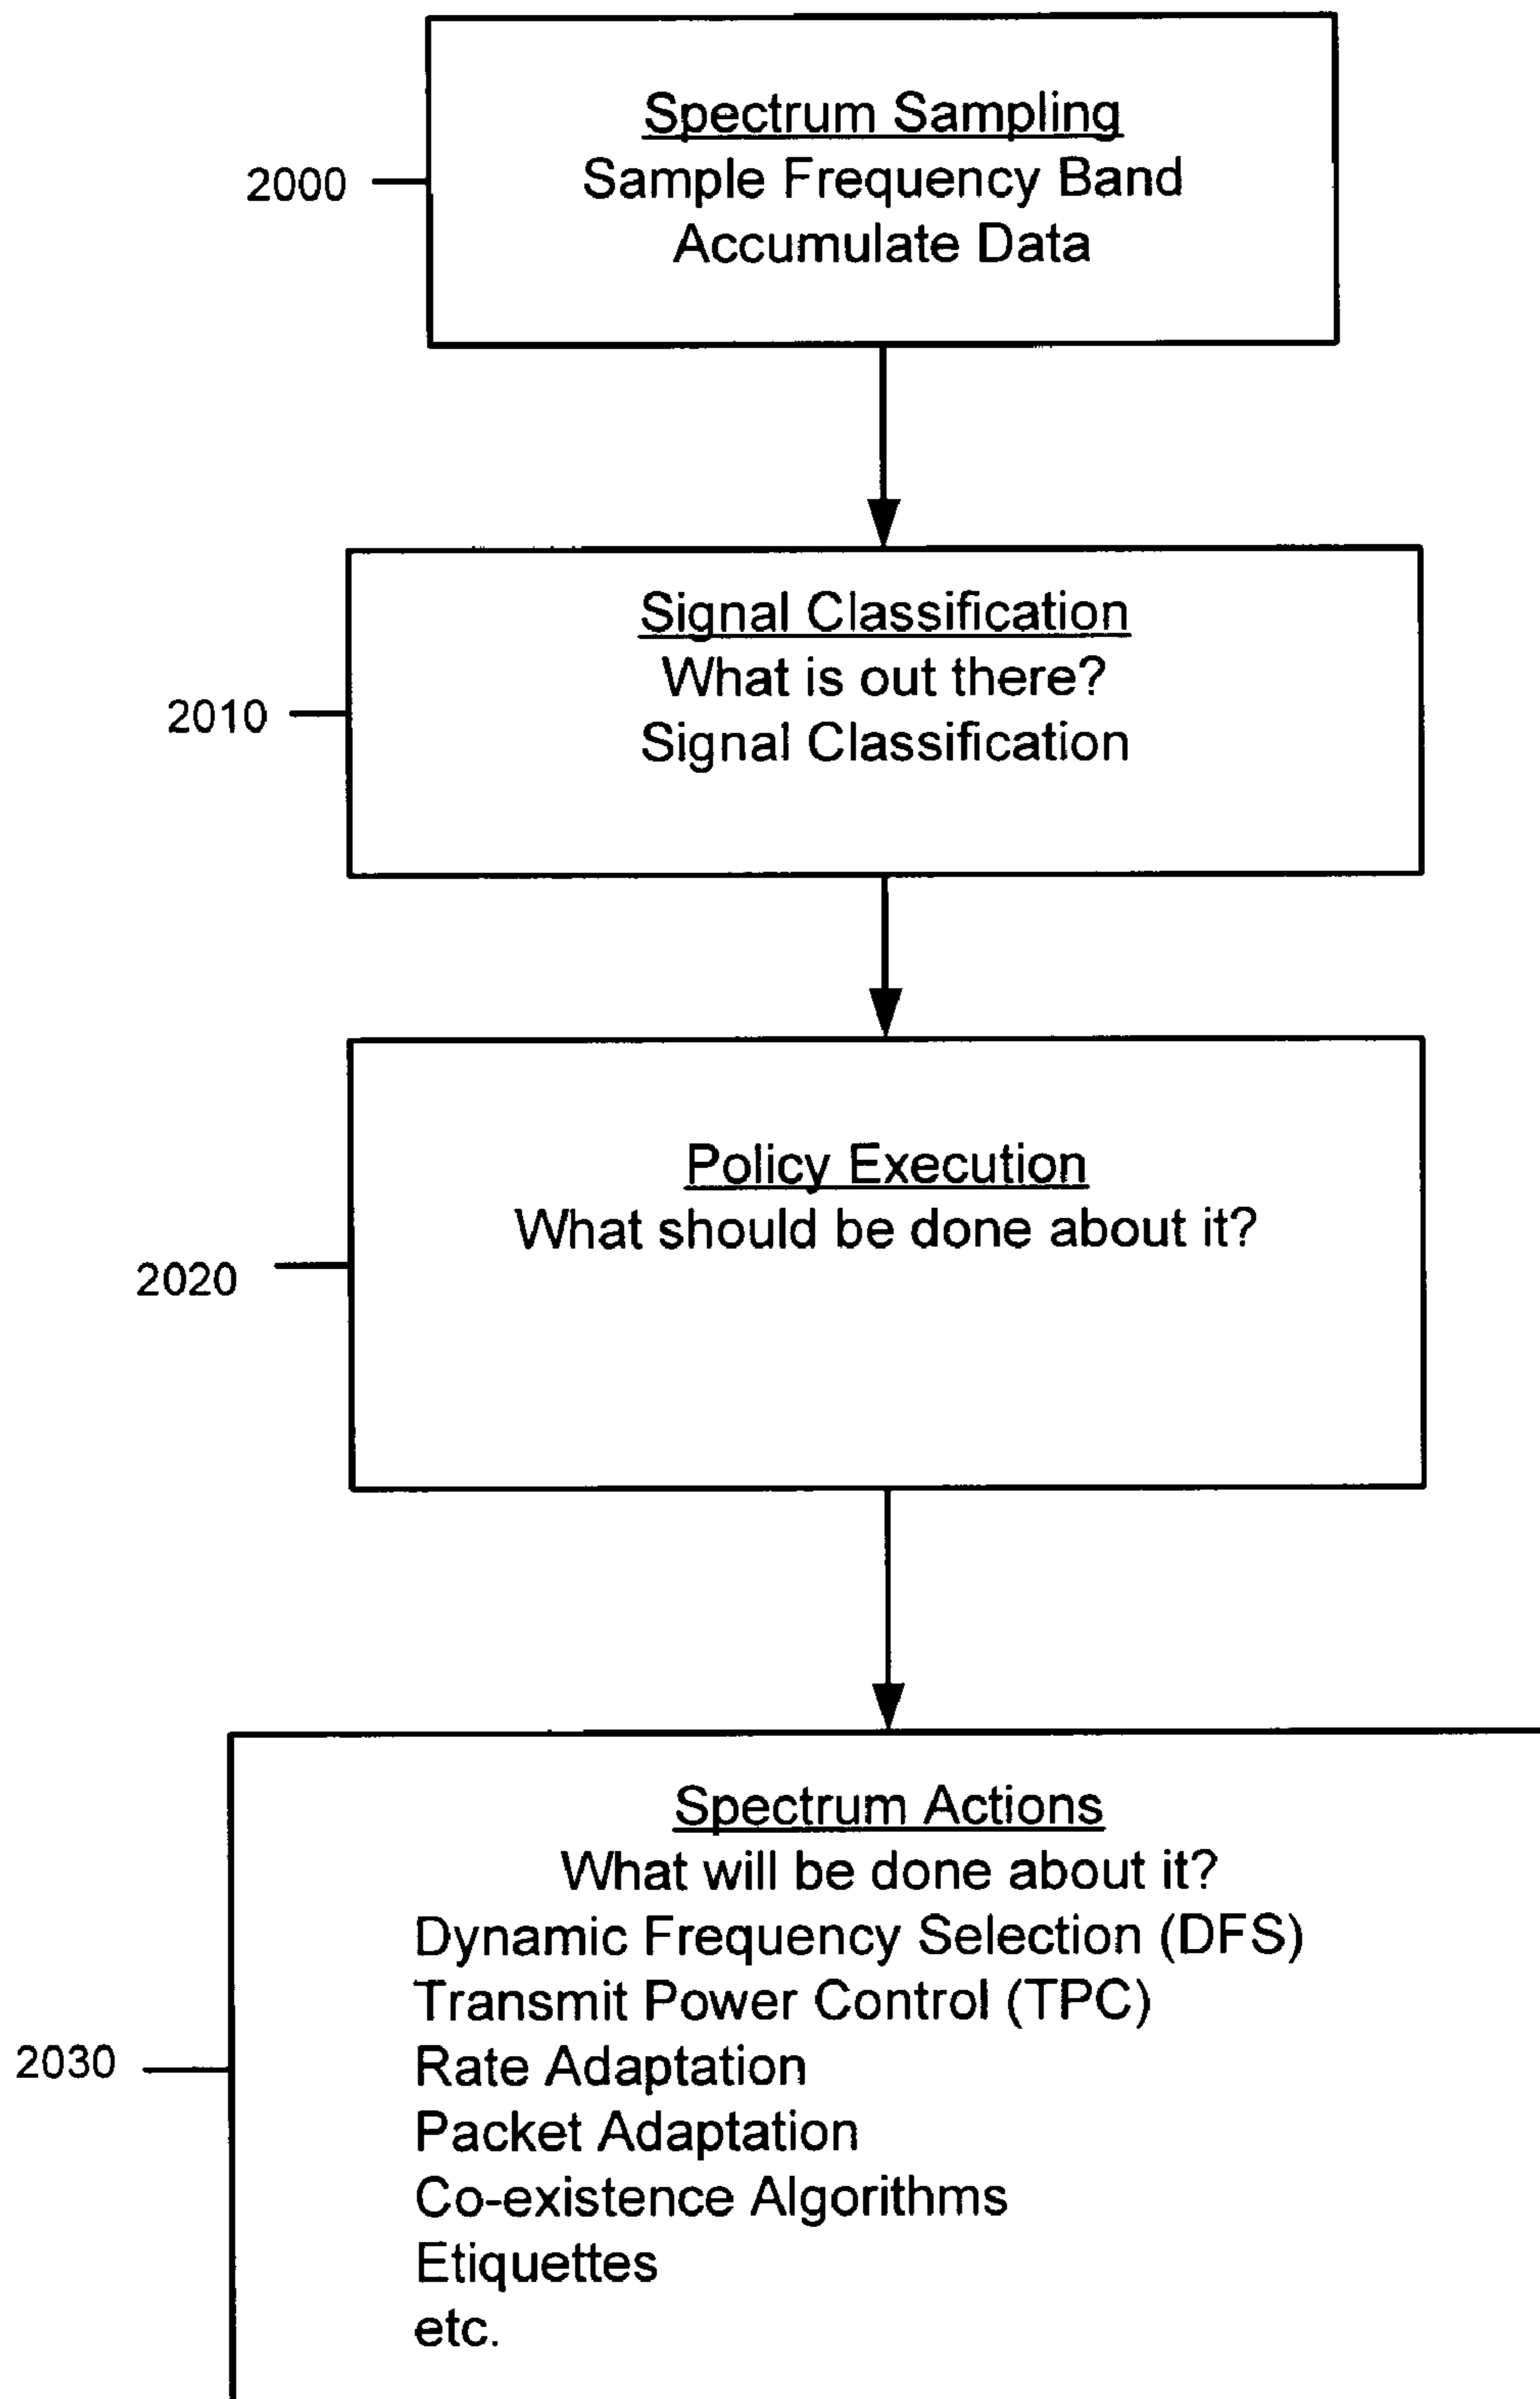 Spectrum Sampling
Sample Frequency Band
2000
Accumulate Data
Signal Classification
What is out there?
2010
Signal Classification
Policy Execution
What should be done about it?
2020
Spectrum Actions
What will be done about it?
Dynamic Frequency Selection (DFS)
Transmit Power Control (TPC)
2030
Rate Adaptation
Packet Adaptation
Co-existence Algorithms
Etiquettes
etc.